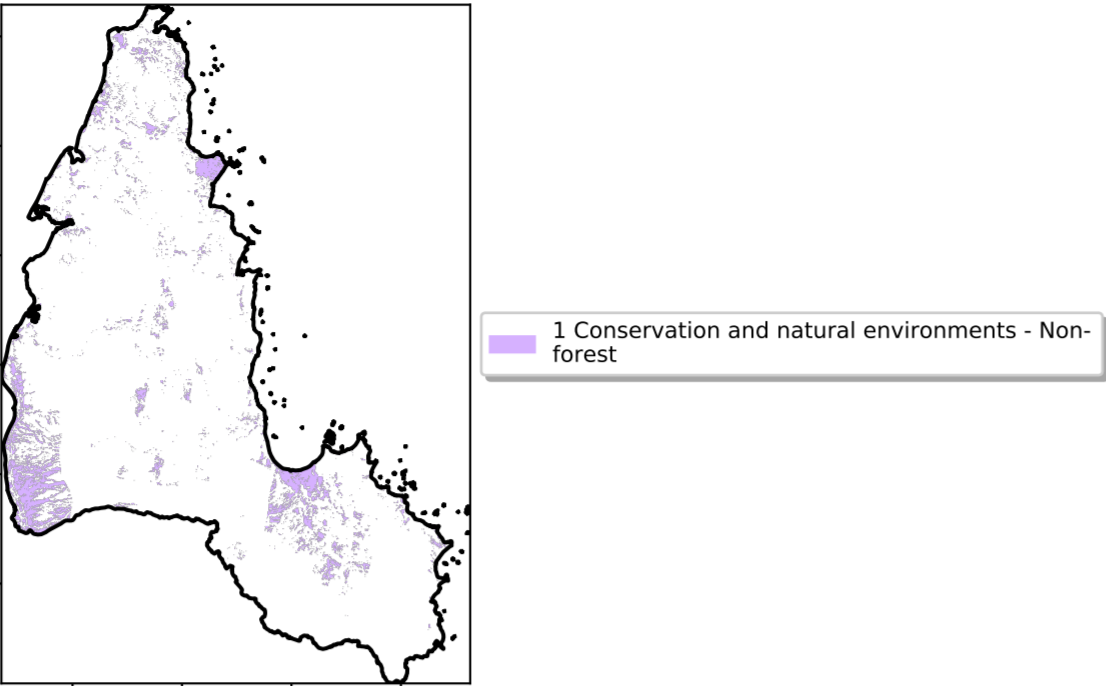 1 Conservation and natural environments - Non-
forest